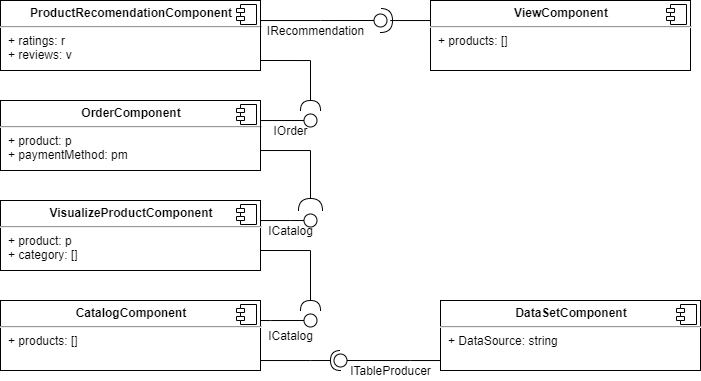 ProductRecomendationComponent
+ ratings: r
+ reviews: v
IRecommendation
ViewComponent
+ products: []
OrderComponent
+ product: p
+ paymentMethod: pm
IOrder
VisualizeProductComponent
+ product: p
+ category: []
ICatalog
CatalogComponent
+ products: []
ICatalog
DataSetComponent
+ DataSource: string
ITableProducer